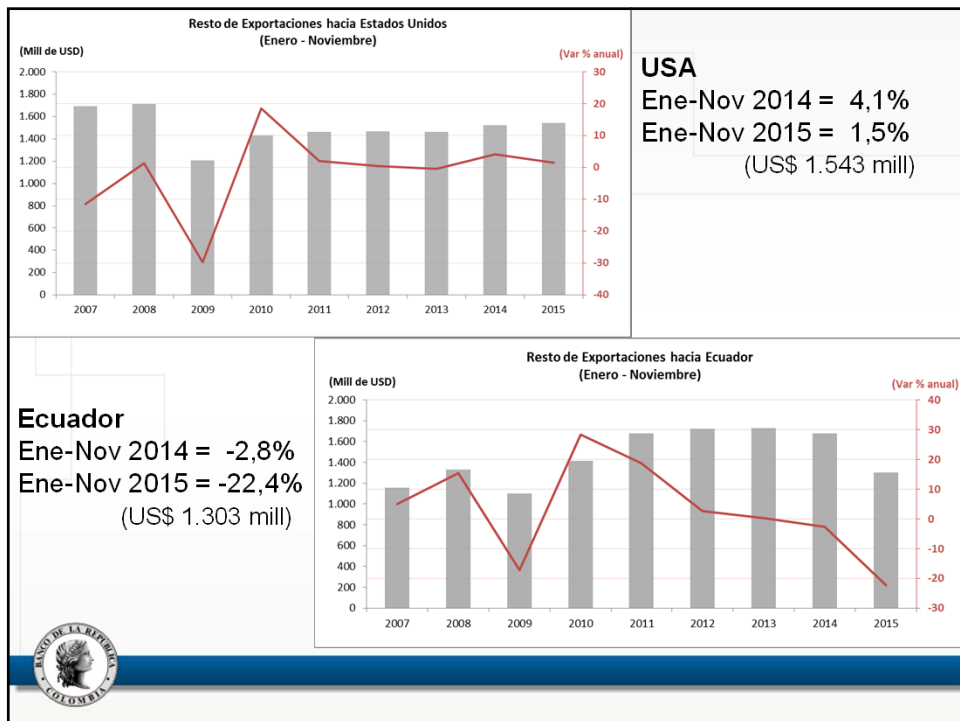 Resto de Exportaciones hacia Estados Unidos
(Enero - Noviembre)
(Mill de USD)
(Var % anual)
2.000
1.800
1.600
1.400
1.200
1.000
800
600
400
200
0
30
20
10
0
-10
-20
-30
-40
2007 2008 2009 2010 2011 2012 2013 2014 2015
USA
Ene-Nov 2014 = 4,1%
Ene-Nov 2015 = 1,5%
(US$ 1.543 mill)
Ecuador
Ene-Nov 2014 = -2,8%
Ene-Nov 2015 = -22,4%
(US$ 1.303 mill)
Resto de Exportaciones hacia Ecuador
(Enero - Noviembre)
(Mill de USD)
(Var % anual)
2.000
1.800
1.600
1.400
1.200
1.000
800
600
400
200
0
40
30
20
10
0
-10
-20
-30
2007 2008 2009 2010 2011 2012 2013 2014 2015
BANCO DE LA REPUBLICA
COLOMBIA